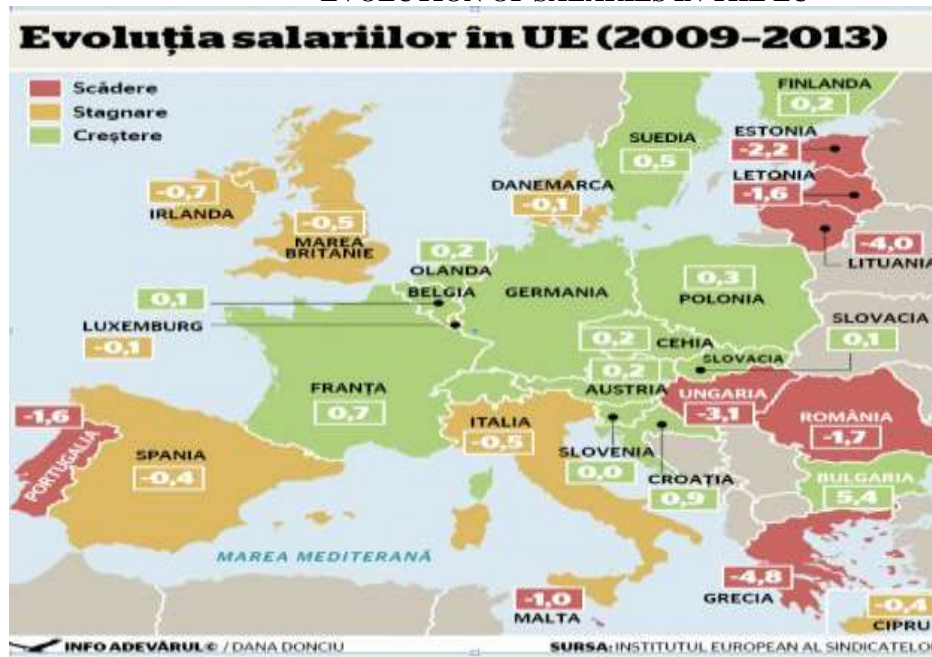 Evoluția salariilor în UE (2009–2013)
Scădere
Stagnare
Creștere
FINLANDA
0,2
SUEDIA
0,5
ESTONIA
-2,2
LETONIA
-1,6
-4,0
LITUANIA
DANEMARCA
-0,1
-0,7
IRLANDA
-0,5
MAREA
BRITANIE
0,2
OLANDA
BELGIA
0,1
LUXEMBURG
-0,1
GERMANIA
0,3
POLONIA
SLOVACIA
0,1
0,2
CEHIA
SLOVACIA
0,2
AUSTRIA
FRANȚA
0,7
UNGARIA
-3,1
ROMÂNIA
-1,7
ITALIA
-0,5
SLOVENIA
0,0
CROAȚIA
0,9
BULGARIA
5,4
-1,6
PORTUGALIA
SPANIA
-0,4
MAREA MEDITERANĂ
-1,0
MALTA
-4,8
GRECIA
-0,4
CIPRU
INFO ADEVĂRUL© / DANA DONCIU
SURSA: INSTITUTUL EUROPEAN AL SINDICATELO